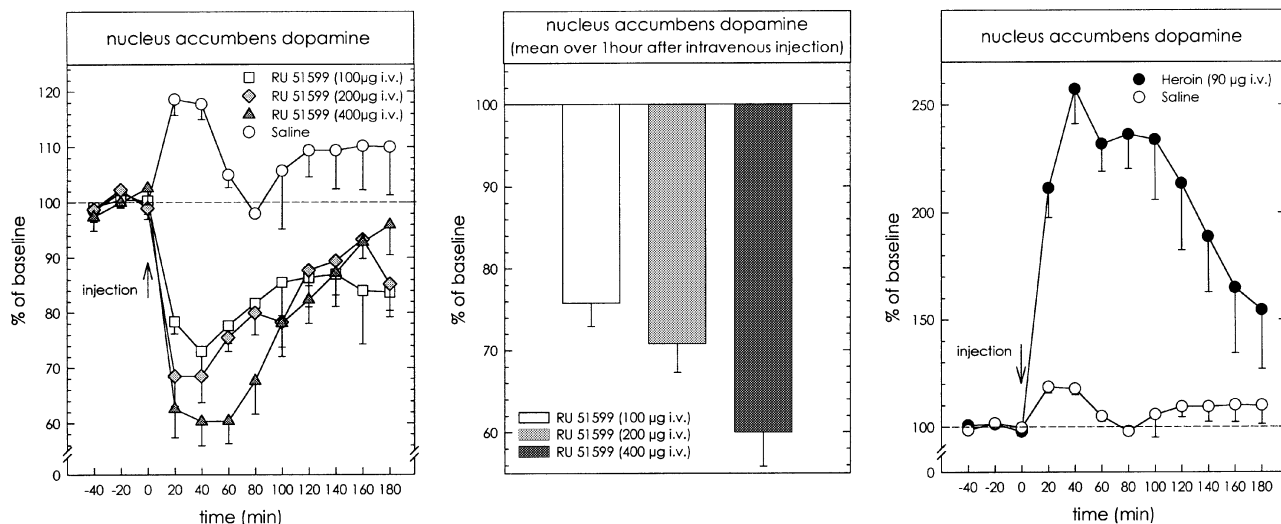 nucleus accumbens dopamine
RU 51599 (100µg i.v.)
RU 51599 (200µg i.v.)
RU 51599 (400µg i.v.)
Saline
120
110
100
90
80
70
60
0
% of baseline
injection
-40 -20 0 20 40 60 80 100 120 140 160 180
time (min)
nucleus accumbens dopamine
(mean over 1hour after intravenous injection)
100
90
80
70
60
% of baseline
RU 51599 (100 µg i.v.)
RU 51599 (200 µg i.v.)
RU 51599 (400 µg i.v.)
nucleus accumbens dopamine
Heroin (90 µg i.v.)
Saline
250
200
150
100
0
% of baseline
injection
-40 -20 0 20 40 60 80 100 120 140 160 180
time (min)